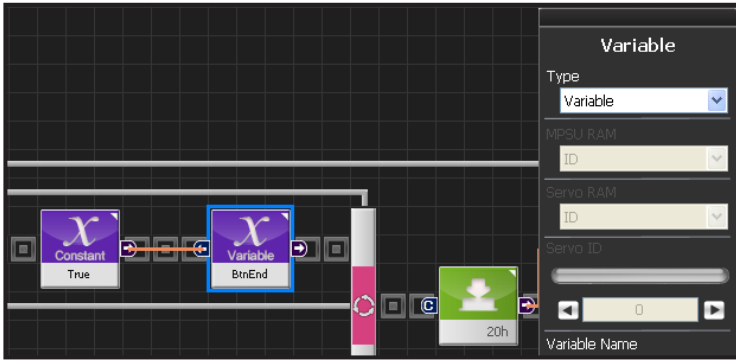 Variable
Type
Variable
MPSU RAM
ID
Servo RAM
ID
Servo ID
0
Variable Name
X
Constant
True
X
Variable
BtnEnd
C
C
20h